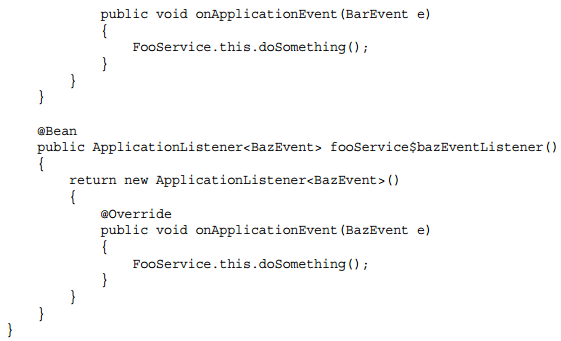 public void onApplicationEvent(BarEvent e)
            {
                FooService.this.doSomething();
            }
        }
    }

    @Bean
    public ApplicationListener<BazEvent> fooService$bazEventListener()
    {
        return new ApplicationListener<BazEvent>()
        {
            @Override
            public void onApplicationEvent(BazEvent e)
            {
                FooService.this.doSomething();
            }
        }
    }
}